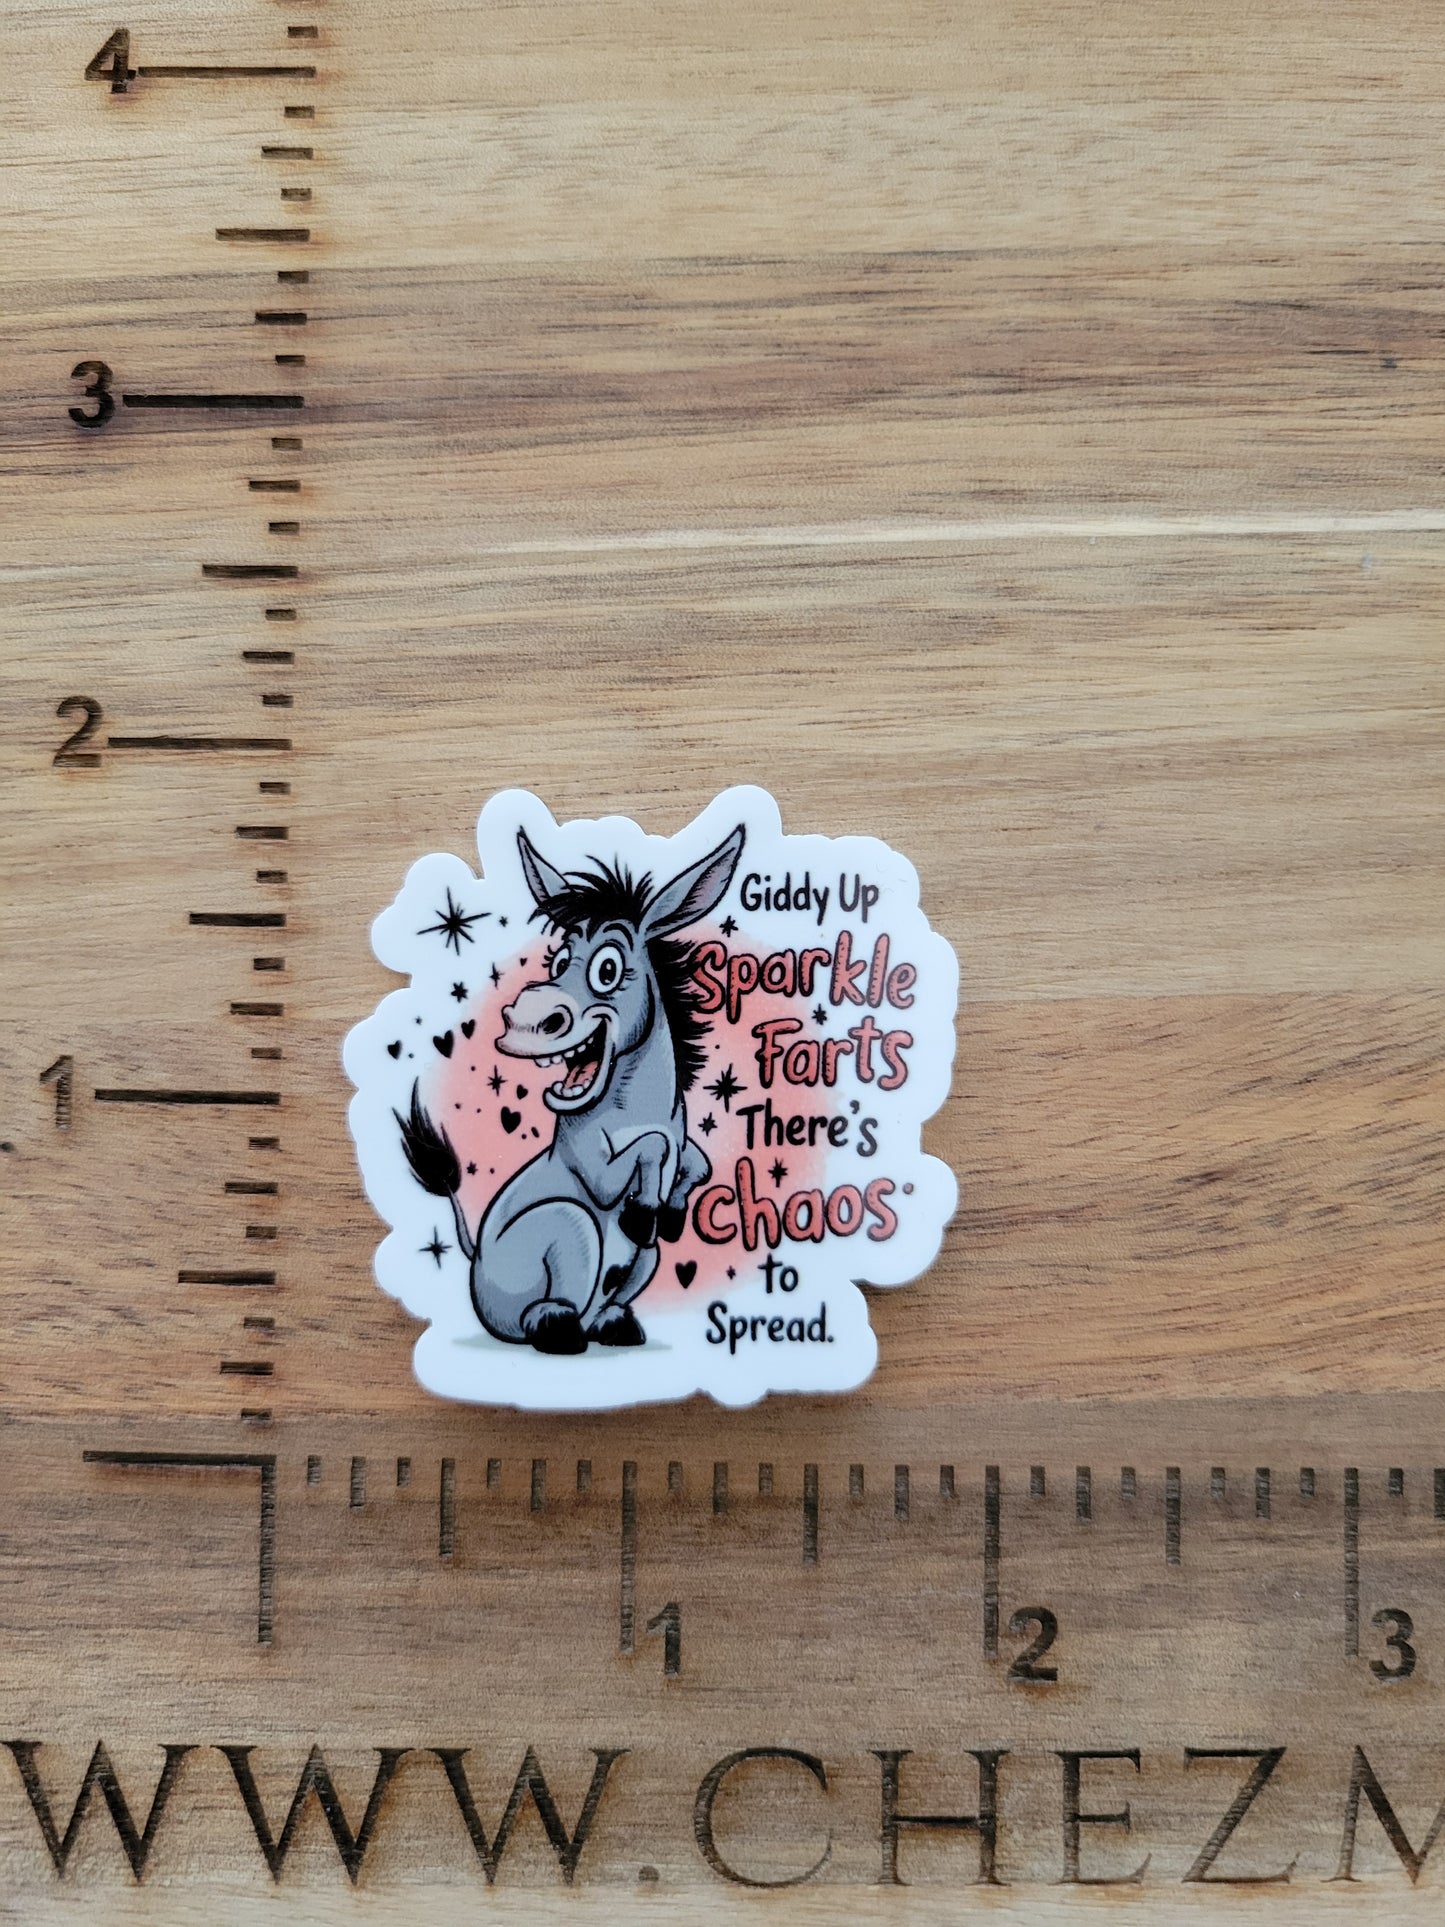 4
3
2
1
Giddy Up
Sparkle
Farts
There's
Chaos
to
Spread.
1
2
3
WWW.CHEZM